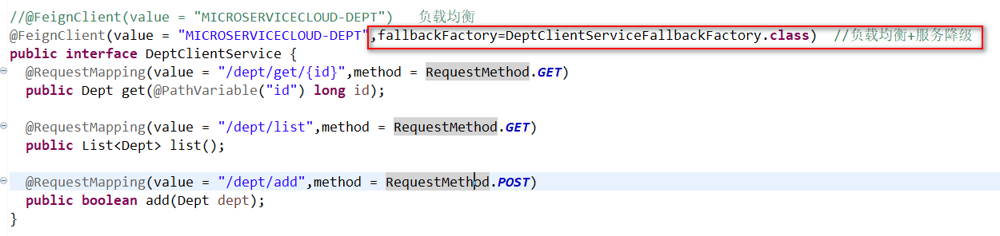 //@FeignClient(value = "MICROSERVICECLOUD-DEPT")   负载均衡
@FeignClient(value = "MICROSERVICECLOUD-DEPT",fallbackFactory=DeptClientServiceFallbackFactory.class)  //负载均衡+服务降级
public interface DeptClientService {
  @RequestMapping(value = "/dept/get/{id}",method = RequestMethod.GET)
  public Dept get(@PathVariable("id") long id);
  @RequestMapping(value = "/dept/list",method = RequestMethod.GET)
  public List<Dept> list();
  @RequestMapping(value = "/dept/add",method = RequestMethod.POST)
  public boolean add(Dept dept);
}